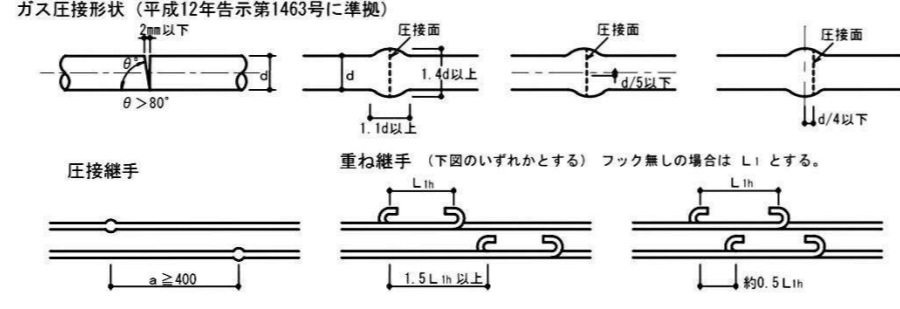 ガス圧接形状（平成12年告示第1463号に準拠）
2mm以下
θ°
d
θ＞80°
圧接面
d
1.4d以上
1.1d以上
圧接面
d/5以下
圧接面
d/4以下
圧接継手
a≧400
重ね継手 （下図のいずれかとする） フック無しの場合は L1 とする。
L1h
1.5L1h以上
L1h
約0.5L1h